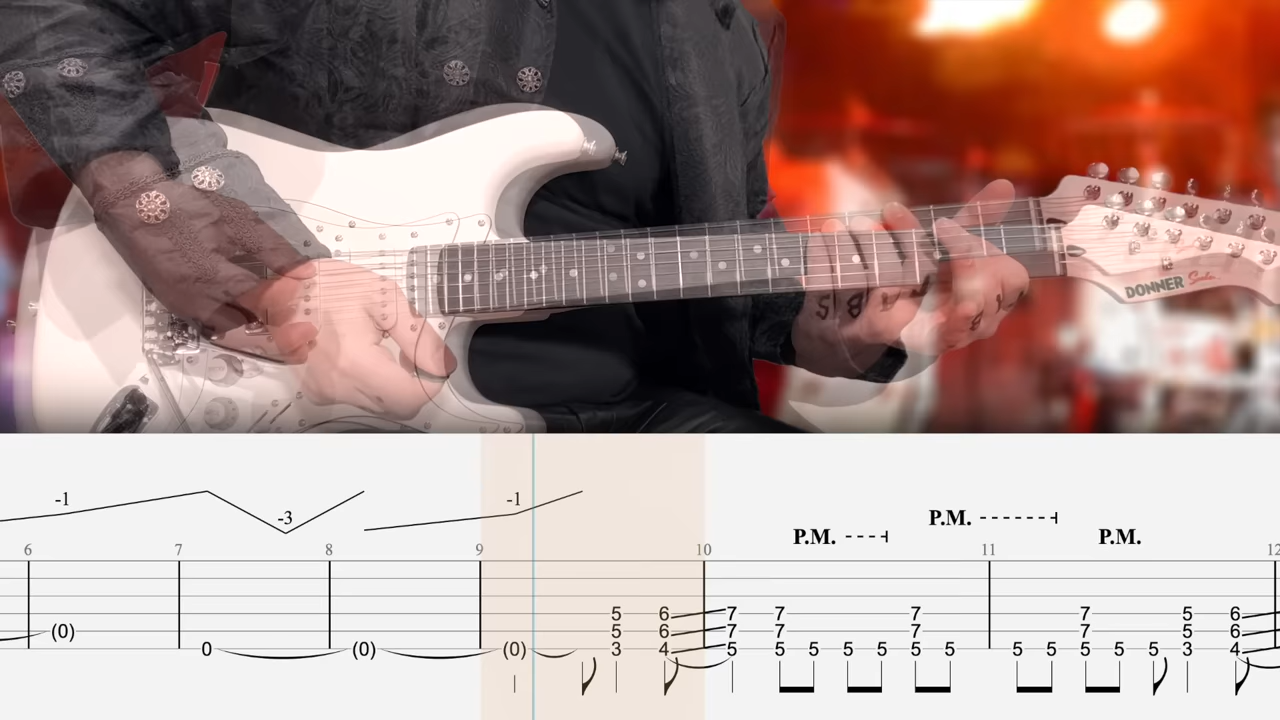 DONNER Seeker
-1 -3 -1
P.M. P.M. P.M.
6 7 8 9 10 11 12
5 6 7 7 7 7 5 6
(0) 5 6 7 7 7 7 5 6
0 (0) (0) 3 4 5 5 5 5 5 5 5 5 5 5 5 5 5 3 4